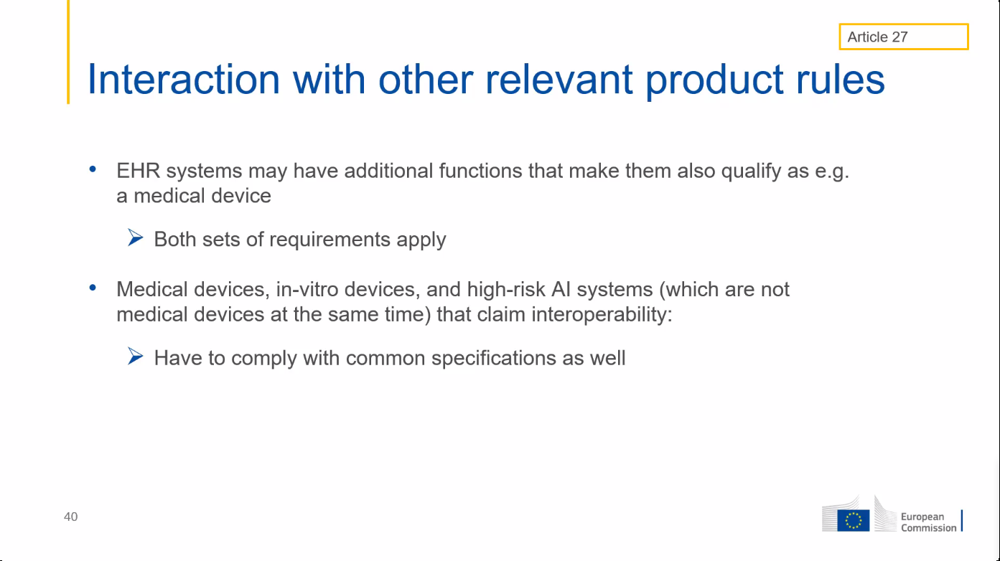 Article 27
Interaction with other relevant product rules
• EHR systems may have additional functions that make them also qualify as e.g.
a medical device
➢ Both sets of requirements apply
• Medical devices, in-vitro devices, and high-risk AI systems (which are not
medical devices at the same time) that claim interoperability:
➢ Have to comply with common specifications as well
40
European
Commission